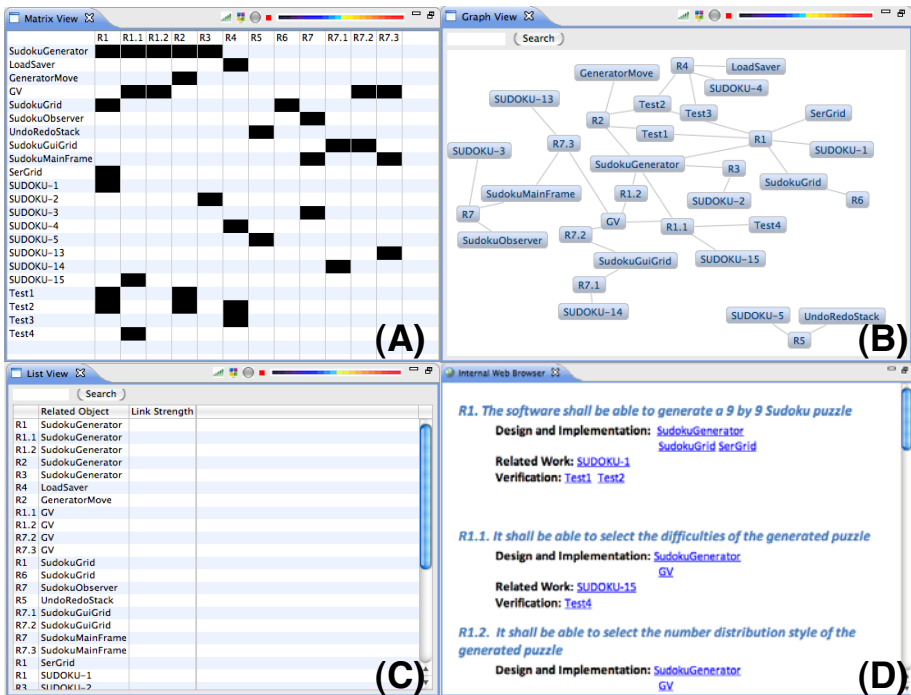 Matrix View
R1 R1.1 R1.2 R2 R3 R4 R5 R6 R7 R7.1 R7.2 R7.3
SudokuGenerator
LoadSaver
GeneratorMove
GV
SudokuGrid
SudokuObserver
UndoRedoStack
SudokuGuiGrid
SudokuMainFrame
SerGrid
SUDOKU-1
SUDOKU-2
SUDOKU-3
SUDOKU-4
SUDOKU-5
SUDOKU-13
SUDOKU-14
SUDOKU-15
Test1
Test2
Test3
Test4
(A)
Graph View
Search
R4 LoadSaver
GeneratorMove
SUDOKU-4
SUDOKU-13
Test2
Test3 SerGrid
R2
Test1 R1
R7.3
SUDOKU-3 SUDOKU-1
SudokuGenerator
R3
SudokuGrid
SudokuMainFrame R1.2
SUDOKU-2 R6
R7
GV
R1.1 Test4
R7.2
SudokuObserver
SudokuGuiGrid SUDOKU-15
R7.1
SUDOKU-14
SUDOKU-5 UndoRedoStack
R5
(B)
List View
Search
Related Object Link Strength
R1 SudokuGenerator
R1.1 SudokuGenerator
R1.2 SudokuGenerator
R2 SudokuGenerator
R3 SudokuGenerator
R4 LoadSaver
R2 GeneratorMove
R1.1 GV
R1.2 GV
R7.2 GV
R7.3 GV
R1 SudokuGrid
R6 SudokuGrid
R7 SudokuObserver
R5 UndoRedoStack
R7.1 SudokuGuiGrid
R7.2 SudokuGuiGrid
R7 SudokuMainFrame
R7.3 SudokuMainFrame
R1 SerGrid
R1 SUDOKU-1
R3 SUDOKU-2
(C)
Internal Web Browser
R1. The software shall be able to generate a 9 by 9 Sudoku puzzle
Design and Implementation: SudokuGenerator
SudokuGrid SerGrid
Related Work: SUDOKU-1
Verification: Test1 Test2
R1.1. It shall be able to select the difficulties of the generated puzzle
Design and Implementation: SudokuGenerator
GV
Related Work: SUDOKU-15
Verification: Test4
R1.2. It shall be able to select the number distribution style of the
generated puzzle
Design and Implementation: SudokuGenerator
GV
(D)